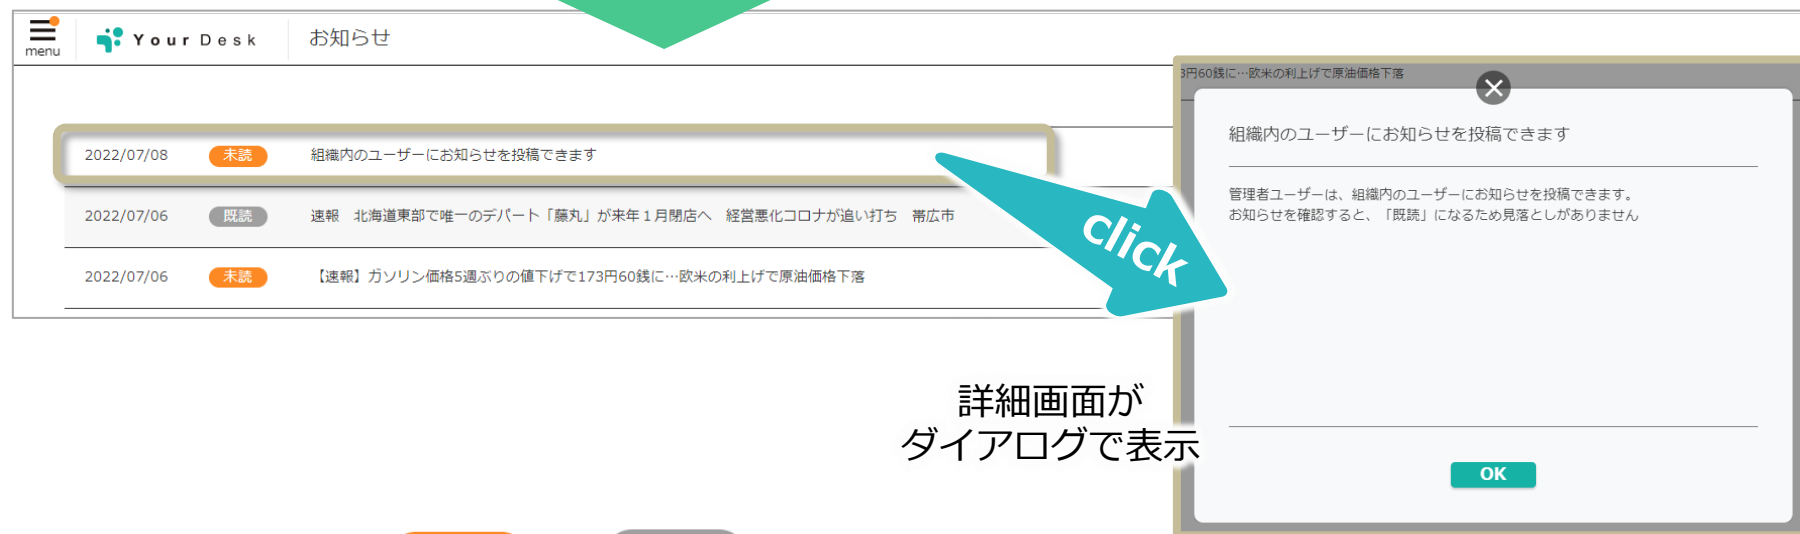 menu
Your Desk
お知らせ
2022/07/08 未読 組織内のユーザーにお知らせを投稿できます
2022/07/06 既読 速報 北海道東部で唯一のデパート「藤丸」が来年1月閉店へ 経営悪化コロナが追い打ち 帯広市
2022/07/06 未読 【速報】ガソリン価格5週ぶりの値下げで173円60銭に…欧米の利上げで原油価格下落
click
詳細画面が
ダイアログで表示
3円60銭に…欧米の利上げで原油価格下落
組織内のユーザーにお知らせを投稿できます
管理者ユーザーは、組織内のユーザーにお知らせを投稿できます。
お知らせを確認すると、「既読」になるため見落としがありません
OK